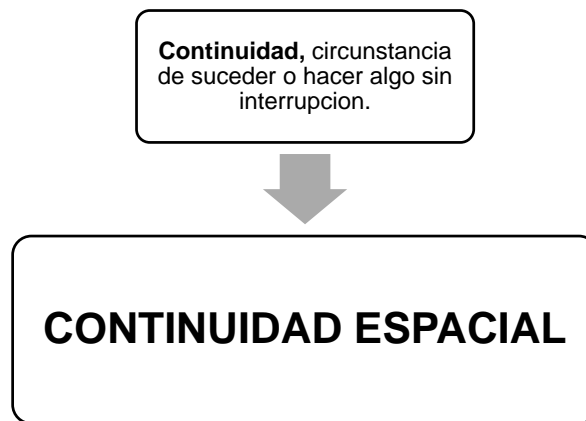 Continuidad, circunstancia
de suceder o hacer algo sin
interrupcion.
CONTINUIDAD ESPACIAL